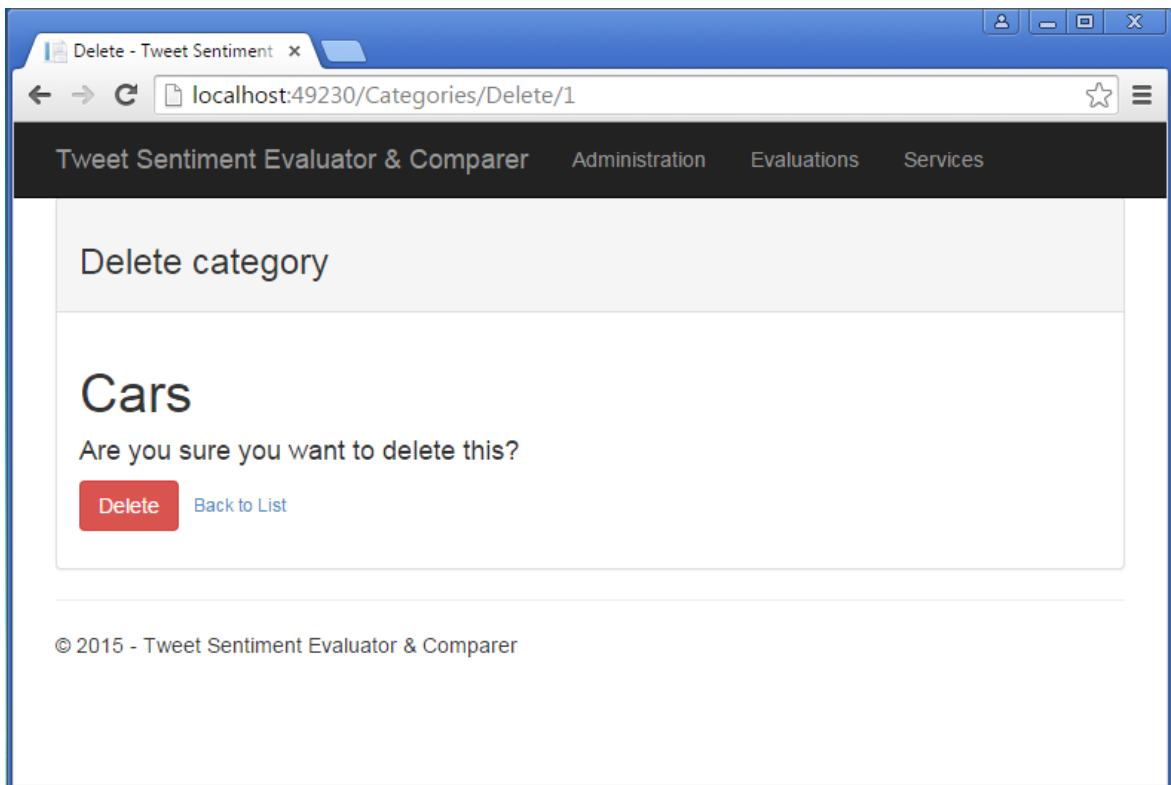 Delete - Tweet Sentiment
localhost:49230/Categories/Delete/1
Tweet Sentiment Evaluator & Comparer Administration Evaluations Services
Delete category
Cars
Are you sure you want to delete this?
Delete Back to List
© 2015 - Tweet Sentiment Evaluator & Comparer